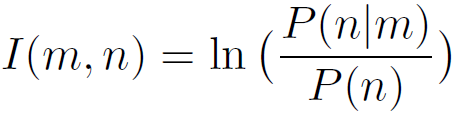 I(m, n) = ln (P(n|m) / P(n))